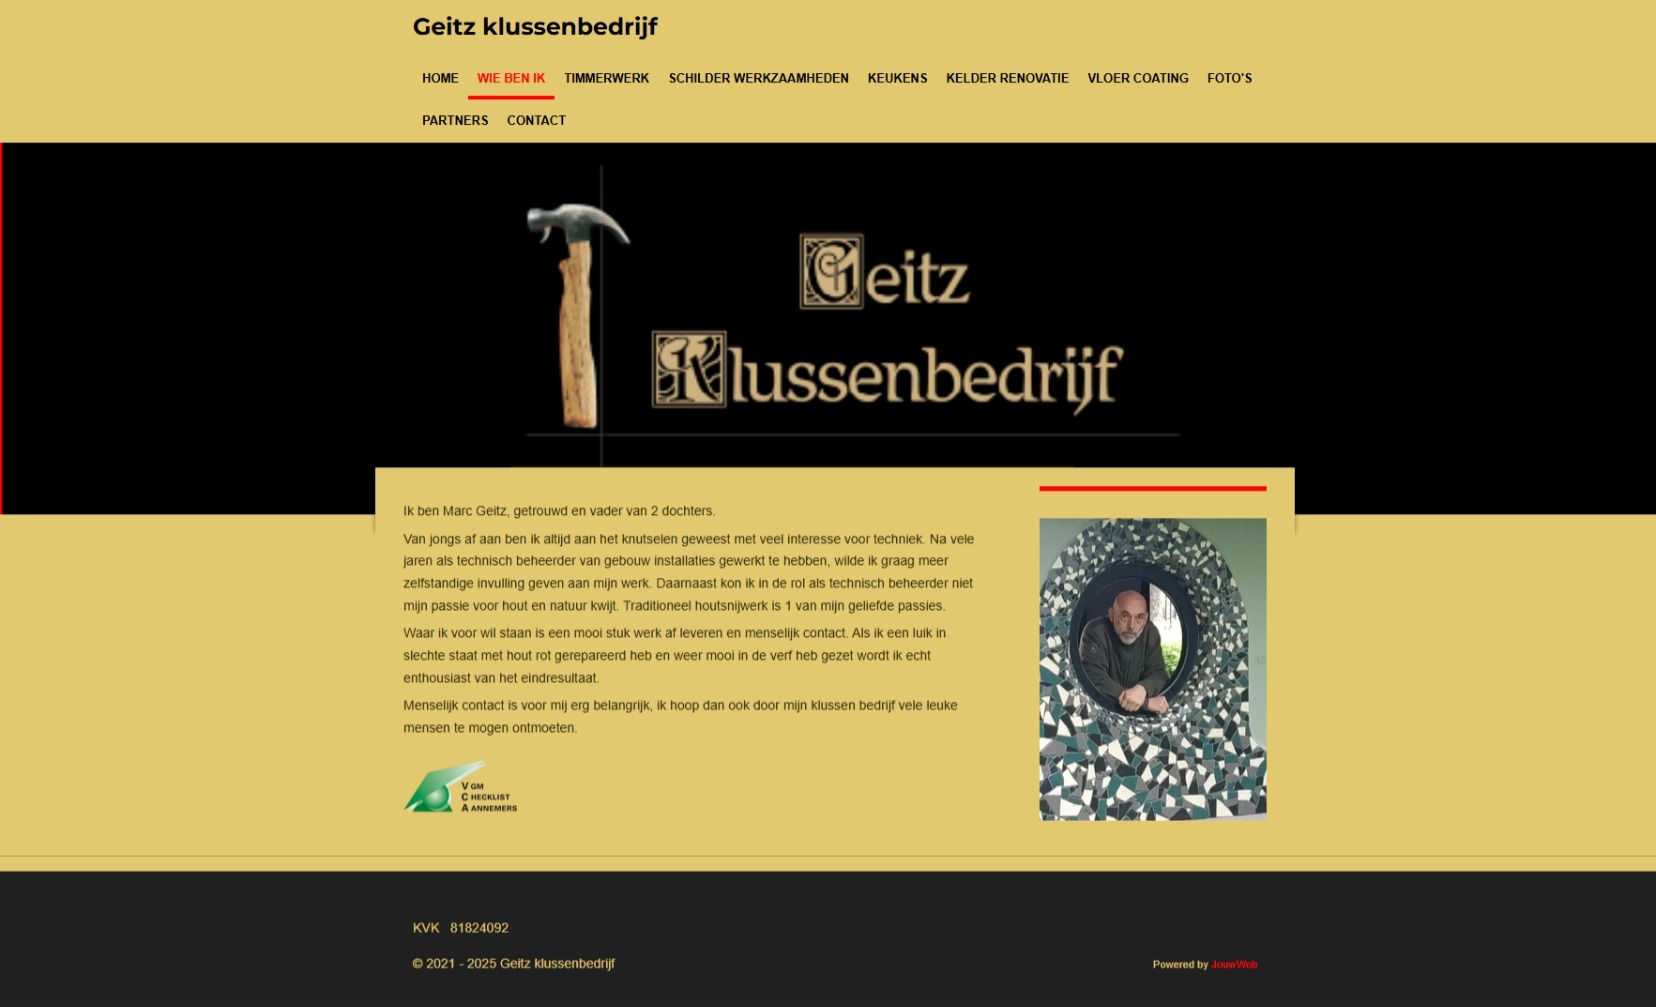 Geitz klussenbedrijf
HOME WIE BEN IK TIMMERWERK SCHILDER WERKZAAMHEDEN KEUKENS KELDER RENOVATIE VLOER COATING FOTO'S
PARTNERS CONTACT
Geitz
Klussenbedrijf
Ik ben Marc Geitz, getrouwd en vader van 2 dochters.
Van jongs af aan ben ik altijd aan het knutselen geweest met veel interesse voor techniek. Na vele
jaren als technisch beheerder van gebouw installaties gewerkt te hebben, wilde ik graag meer
zelfstandige invulling geven aan mijn werk. Daarnaast kon ik in de rol als technisch beheerder niet
mijn passie voor hout en natuur kwijt. Traditioneel houtsnijwerk is 1 van mijn geliefde passies.
Waar ik voor wil staan is een mooi stuk werk af leveren en menselijk contact. Als ik een luik in
slechte staat met hout rot gerepareerd heb en weer mooi in de verf heb gezet wordt ik echt
enthousiast van het eindresultaat.
Menselijk contact is voor mij erg belangrijk, ik hoop dan ook door mijn klussen bedrijf vele leuke
mensen te mogen ontmoeten.
V GM
C HECKLIST
A ANNEMERS
KVK 81824092
© 2021 - 2025 Geitz klussenbedrijf
Powered by JouwWeb